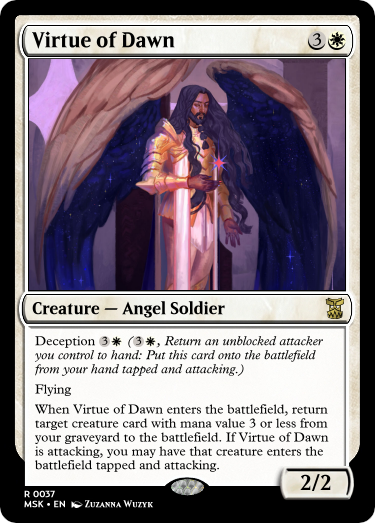 Virtue of Dawn 3
Creature — Angel Soldier
Deception 3 (3, Return an unblocked attacker
you control to hand: Put this card onto the battlefield
from your hand tapped and attacking.)
Flying
When Virtue of Dawn enters the battlefield, return
target creature card with mana value 3 or less from
your graveyard to the battlefield. If Virtue of Dawn
is attacking, you may have that creature enters the
battlefield tapped and attacking.
2/2
R 0037
MSK • EN Zuzanna Wuzyk